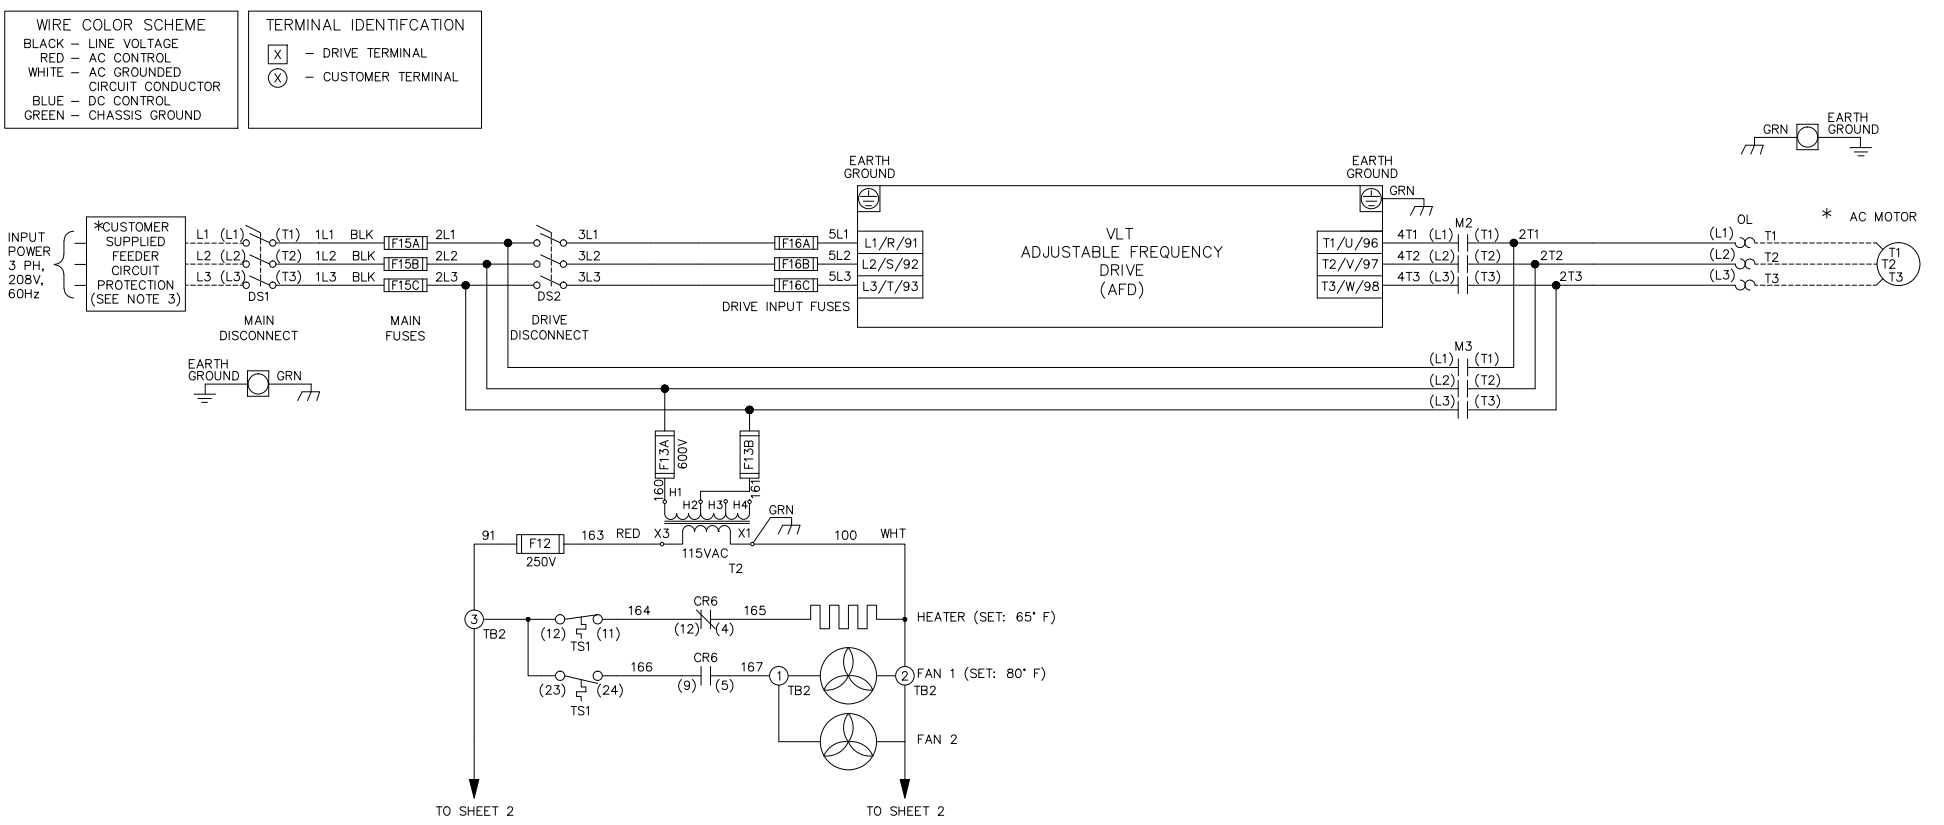 WIRE COLOR SCHEME
BLACK – LINE VOLTAGE
RED – AC CONTROL
WHITE – AC GROUNDED
CIRCUIT CONDUCTOR
BLUE – DC CONTROL
GREEN – CHASSIS GROUND
TERMINAL IDENTIFCATION
X – DRIVE TERMINAL
X – CUSTOMER TERMINAL
GRN
EARTH
GROUND
INPUT
POWER
3 PH,
208V,
60Hz
*CUSTOMER
SUPPLIED
FEEDER
CIRCUIT
PROTECTION
(SEE NOTE 3)
L1 (L1) (T1) 1L1 BLK F15A 2L1 3L1 F16A 5L1 L1/R/91
L2 (L2) (T2) 1L2 BLK F15B 2L2 3L2 F16B 5L2 L2/S/92
L3 (L3) (T3) 1L3 BLK F15C 2L3 3L3 F16C 5L3 L3/T/93
DS1
MAIN
DISCONNECT
MAIN
FUSES
DS2
DRIVE
DISCONNECT
DRIVE INPUT FUSES
EARTH
GROUND
VLT
ADJUSTABLE FREQUENCY
DRIVE
(AFD)
EARTH
GROUND
GRN
M2
OL
* AC MOTOR
T1/U/96 4T1 (L1) (T1) 2T1 (L1) T1
T2/V/97 4T2 (L2) (T2) 2T2 (L2) T2
T3/W/98 4T3 (L3) (T3) 2T3 (L3) T3
T1
T2
T3
M3
(L1) (T1)
(L2) (T2)
(L3) (T3)
EARTH
GROUND
GRN
F13A
600V
F13B
160
161
H1
H2 H3 H4
GRN
91 F12 163 RED X3 X1 100 WHT
250V
115VAC
T2
3
TB2
164 CR6 165
(12) (11) (12) (4)
TS1
HEATER (SET: 65° F)
166 CR6 167
(23) (24) (9) (5)
TS1
1
TB2
2
TB2
FAN 1 (SET: 80° F)
FAN 2
TO SHEET 2
TO SHEET 2